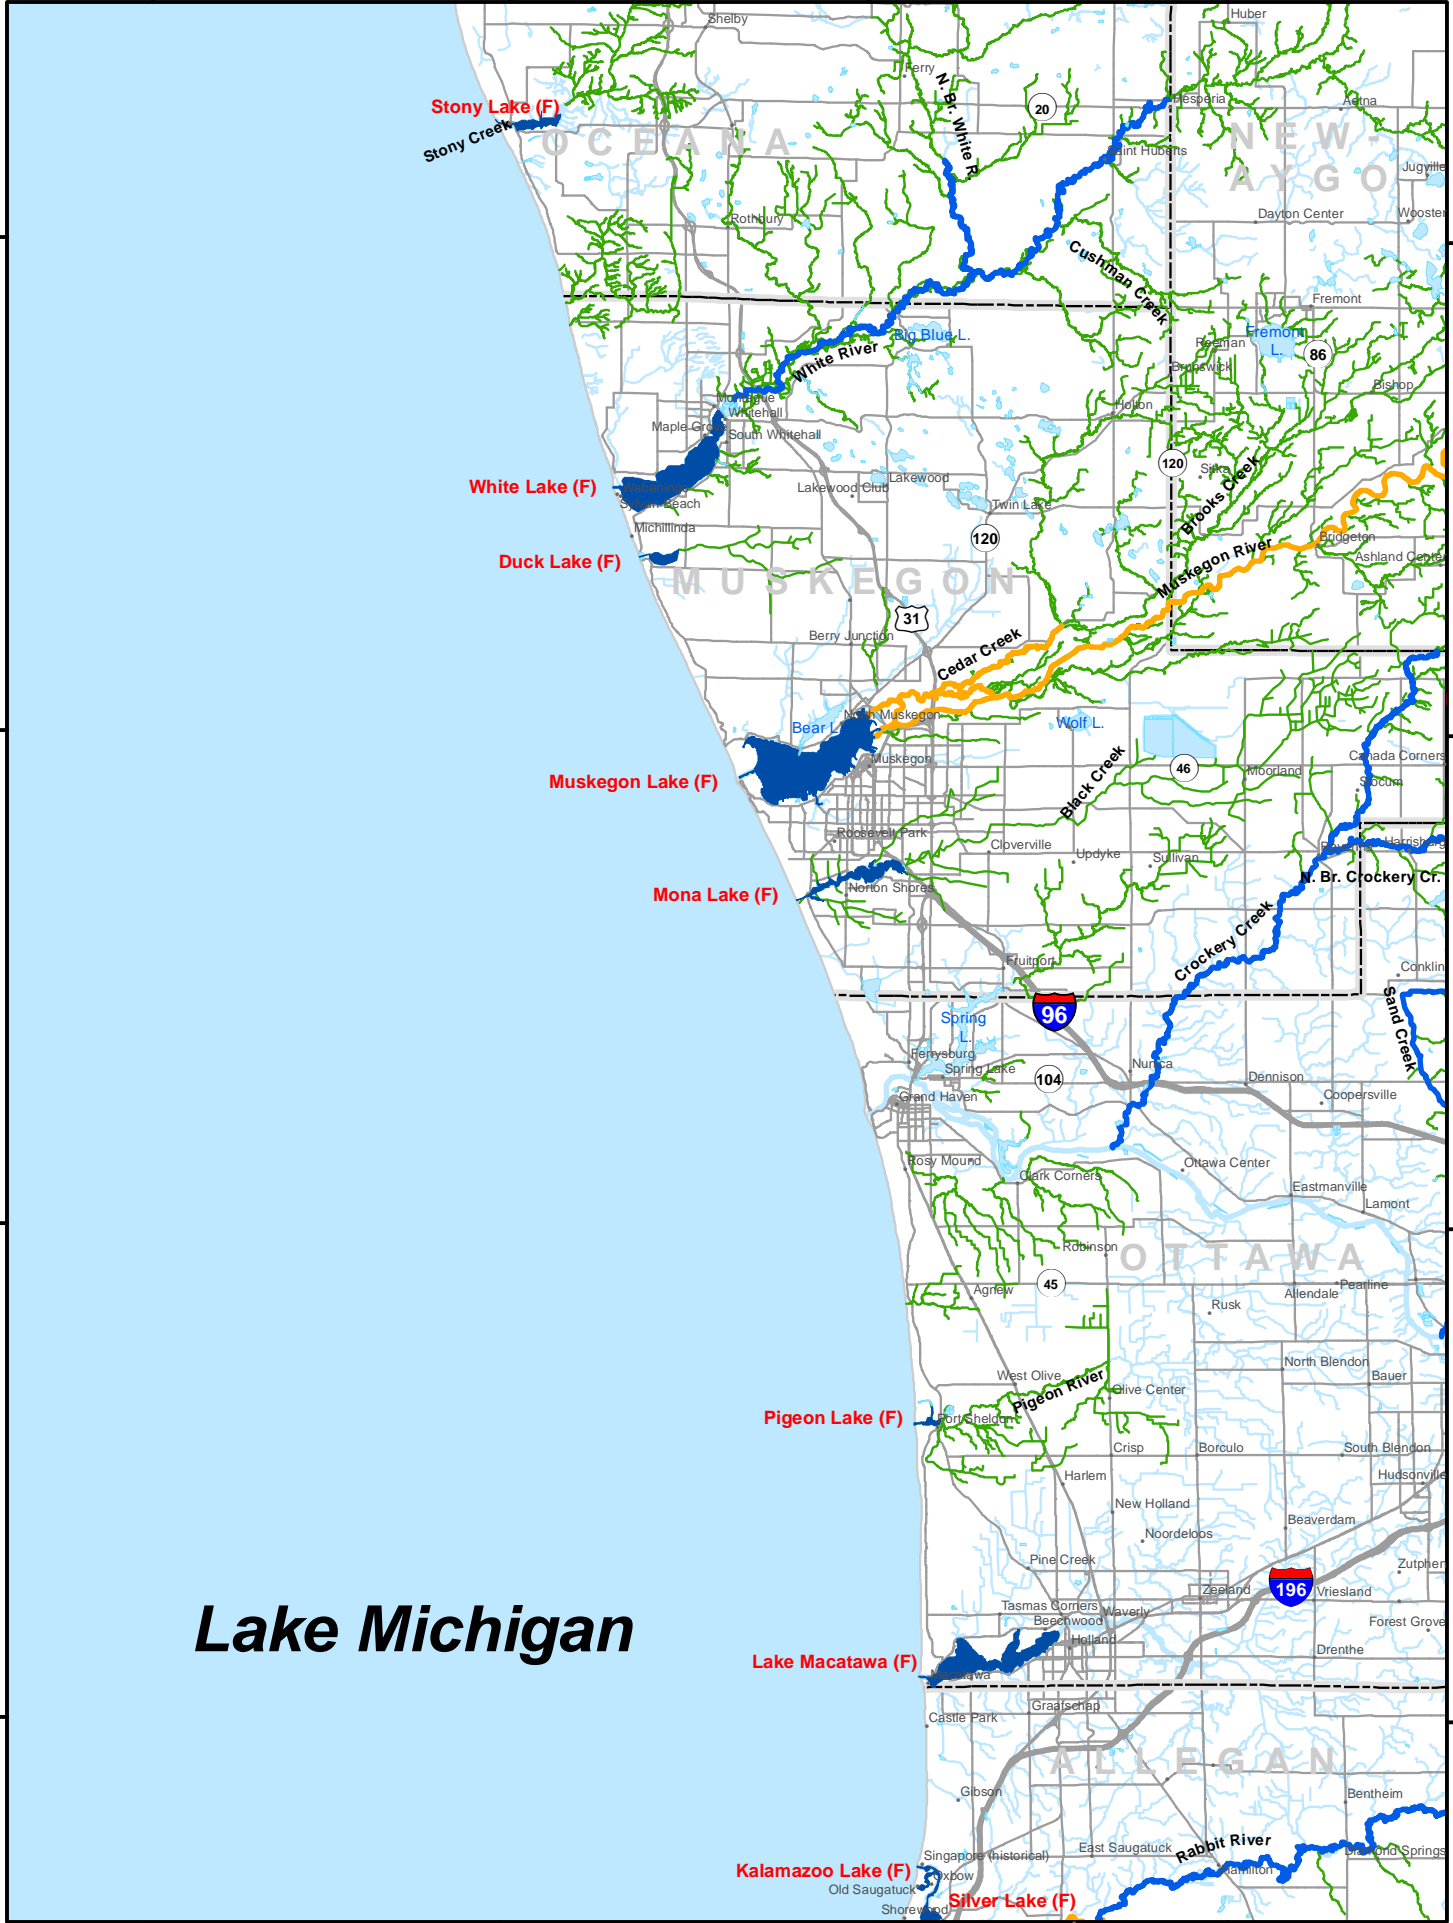 Shelby
Huber
Ferry
Stony Lake (F)
N. Br. White R.
20
Hesperia
Aetna
Stony Creek
OCEANA
Saint Huberts
NEW-
AYGO
Jugville
Rothbury
Dayton Center
Wooster
Cushman Creek
Fremont
Big Blue L.
White River
Reeman
Fremont
L.
86
Brunswick
Bishop
Montague
Whitehall
Holton
Maple Grove
South Whitehall
120
Sitka
Brooks Creek
White Lake (F)
Wabaningo
Sylvan Beach
Lakewood Club
Lakewood
Twin Lake
Michillinda
120
Bridgeton
Ashland Center
Duck Lake (F)
MUSKEGON
Muskegon River
31
Berry Junction
Cedar Creek
North Muskegon
Bear L.
Wolf L.
Muskegon
Black Creek
46
Moorland
Canada Corners
Slocum
Muskegon Lake (F)
Roosevelt Park
Cloverville
Updyke
Sullivan
Ravenna
Harrisburg
N. Br. Crockery Cr.
Mona Lake (F)
Norton Shores
Crockery Creek
Fruitport
Conklin
Sand Creek
96
Spring
L.
Ferrysburg
Spring Lake
104
Nunica
Dennison
Coopersville
Grand Haven
Rosy Mound
Clark Corners
Ottawa Center
Eastmanville
Lamont
Robinson
OTTAWA
45
Agnew
Allendale
Pearline
Rusk
North Blendon
West Olive
Bauer
Pigeon River
Olive Center
Pigeon Lake (F)
Port Sheldon
Crisp
Borculo
South Blendon
Harlem
Hudsonville
New Holland
Noordeloos
Beaverdam
Pine Creek
Zutphen
196
Zeeland
Vriesland
Tasmas Corners
Waverly
Beechwood
Forest Grove
Lake Michigan
Holland
Drenthe
Lake Macatawa (F)
Macatawa
Graafschap
Castle Park
ALLEGAN
Gibson
Bentheim
Rabbit River
Singapore (historical)
East Saugatuck
Diamond Springs
Kalamazoo Lake (F)
Oxbow
Hamilton
Old Saugatuck
Silver Lake (F)
Shorewood